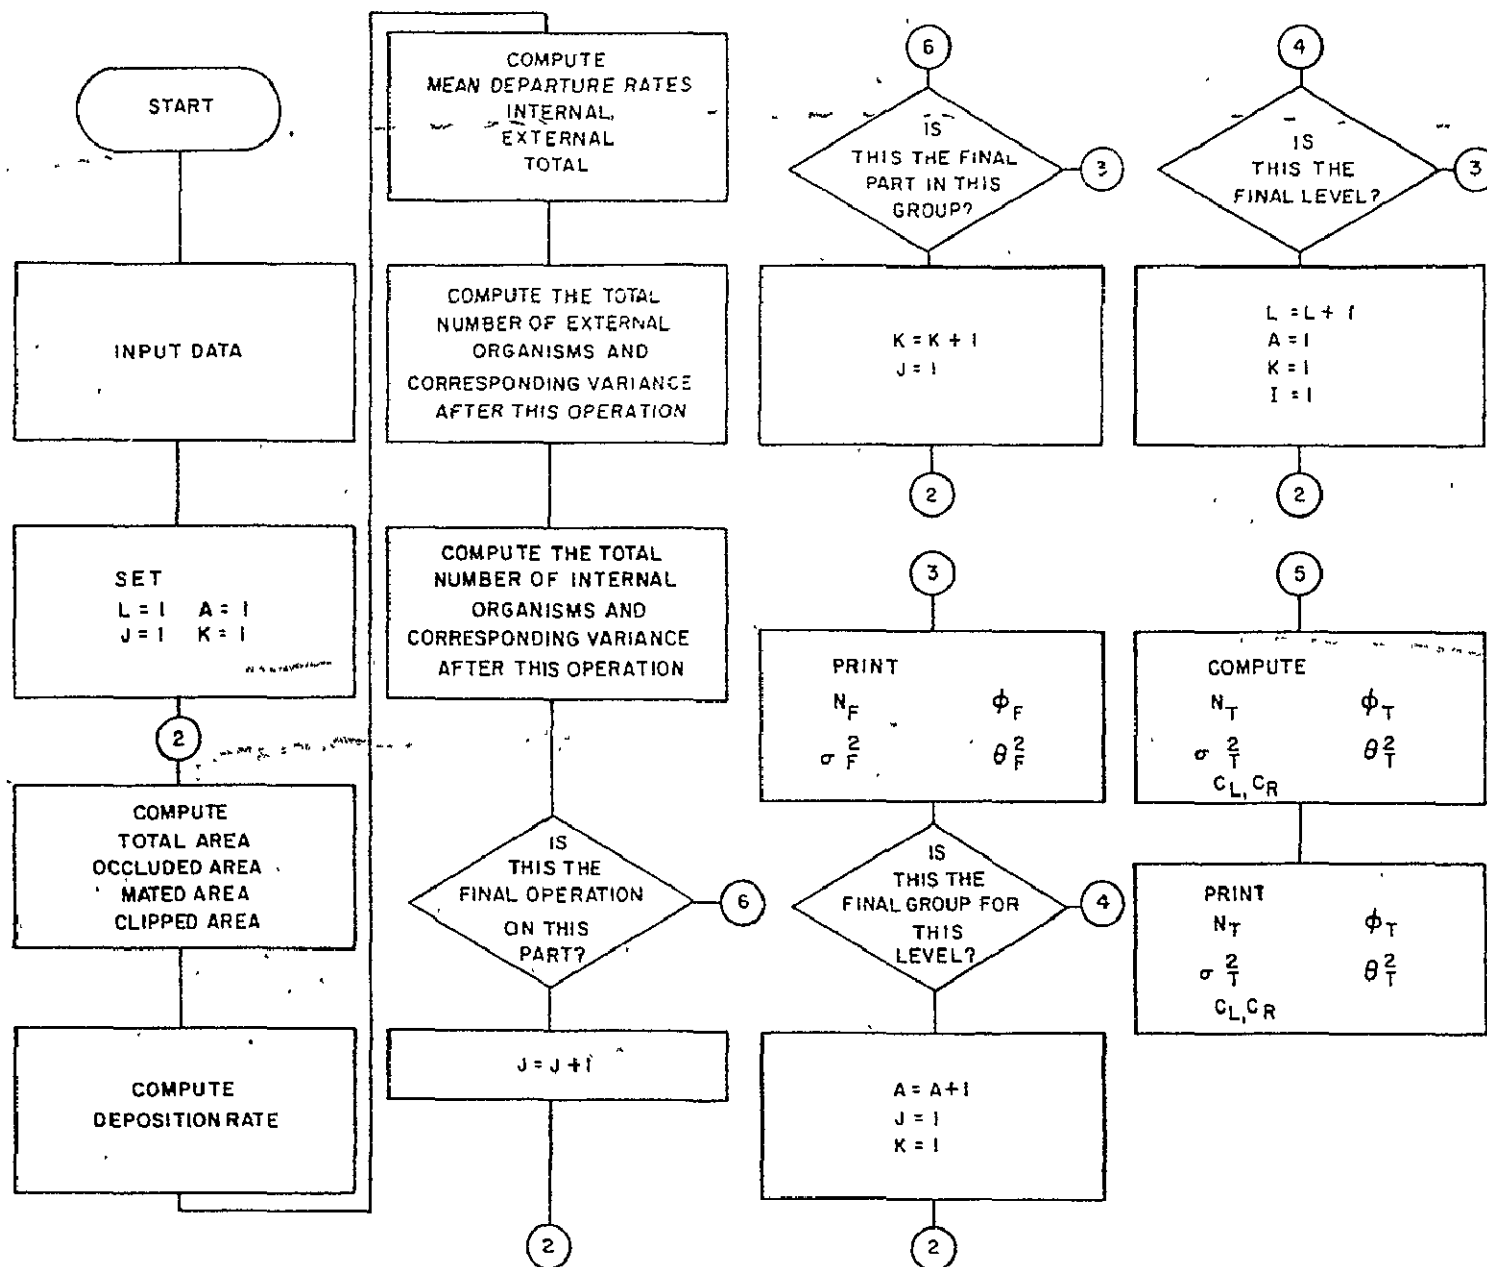 START
INPUT DATA
SET
L = 1 A = 1
J = 1 K = 1
2
COMPUTE
TOTAL AREA
OCCLUDED AREA
MATED AREA
CLIPPED AREA
COMPUTE
DEPOSITION RATE
COMPUTE
MEAN DEPARTURE RATES
INTERNAL,
EXTERNAL
TOTAL
COMPUTE THE TOTAL
NUMBER OF EXTERNAL
ORGANISMS AND
CORRESPONDING VARIANCE
AFTER THIS OPERATION
COMPUTE THE TOTAL
NUMBER OF INTERNAL
ORGANISMS AND
CORRESPONDING VARIANCE
AFTER THIS OPERATION
IS
THIS THE
FINAL OPERATION
ON THIS
PART?
6
J = J + 1
2
6
IS
THIS THE FINAL
PART IN THIS
GROUP?
3
K = K + 1
J = 1
2
3
PRINT
N_F ϕ_F
σ²_F θ²_F
IS
THIS THE
FINAL GROUP FOR
THIS
LEVEL?
4
A = A + 1
J = 1
K = 1
2
4
IS
THIS THE
FINAL LEVEL?
3
L = L + 1
A = 1
K = 1
I = 1
2
5
COMPUTE
N_T ϕ_T
σ²_T θ²_T
C_L, C_R
PRINT
N_T ϕ_T
σ²_T θ²_T
C_L, C_R